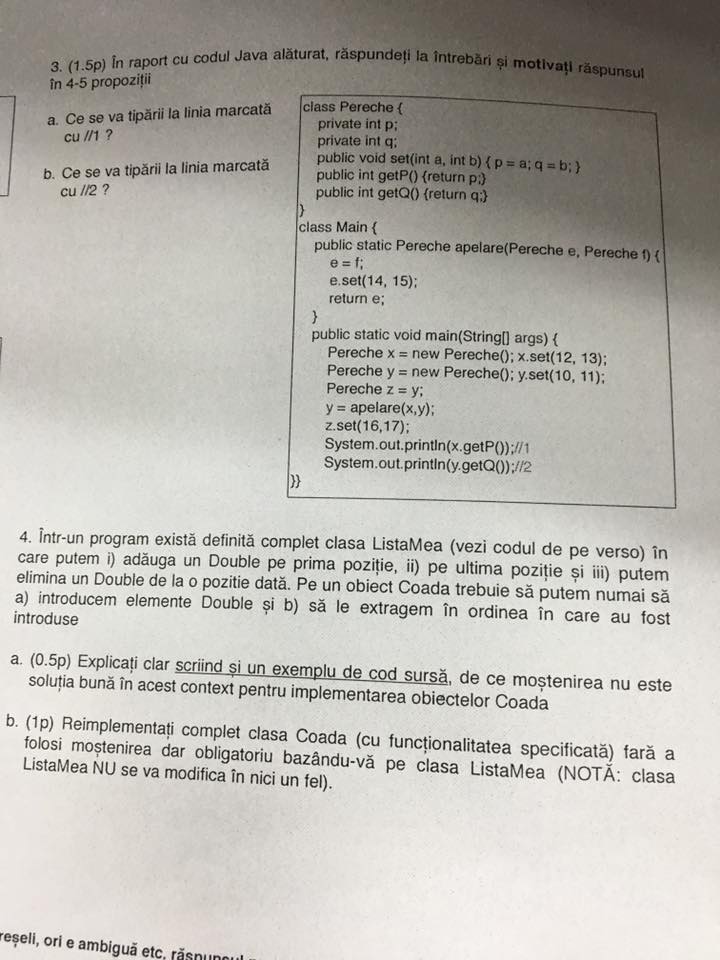 3. (1.5p) În raport cu codul Java alăturat, răspundeți la întrebări și motivați răspunsul
în 4-5 propoziții
a. Ce se va tipării la linia marcată
cu //1 ?
b. Ce se va tipării la linia marcată
cu //2 ?
class Pereche {
private int p;
private int q;
public void set(int a, int b) { p = a; q = b; }
public int getP() {return p;}
public int getQ() {return q;}
}
class Main {
public static Pereche apelare(Pereche e, Pereche f) {
e = f;
e.set(14, 15);
return e;
}
public static void main(String[] args) {
Pereche x = new Pereche(); x.set(12, 13);
Pereche y = new Pereche(); y.set(10, 11);
Pereche z = y;
y = apelare(x,y);
z.set(16,17);
System.out.println(x.getP());//1
System.out.println(y.getQ());//2
}}
4. Într-un program există definită complet clasa ListaMea (vezi codul de pe verso) în
care putem i) adăuga un Double pe prima poziție, ii) pe ultima poziție și iii) putem
elimina un Double de la o pozitie dată. Pe un obiect Coada trebuie să putem numai să
a) introducem elemente Double și b) să le extragem în ordinea în care au fost
introduse
a. (0.5p) Explicați clar scriind și un exemplu de cod sursă, de ce moștenirea nu este
soluția bună în acest context pentru implementarea obiectelor Coada
b. (1p) Reimplementați complet clasa Coada (cu funcționalitatea specificată) fară a
folosi moștenirea dar obligatoriu bazându-vă pe clasa ListaMea (NOTĂ: clasa
ListaMea NU se va modifica în nici un fel).
ori e ambiguă etc.